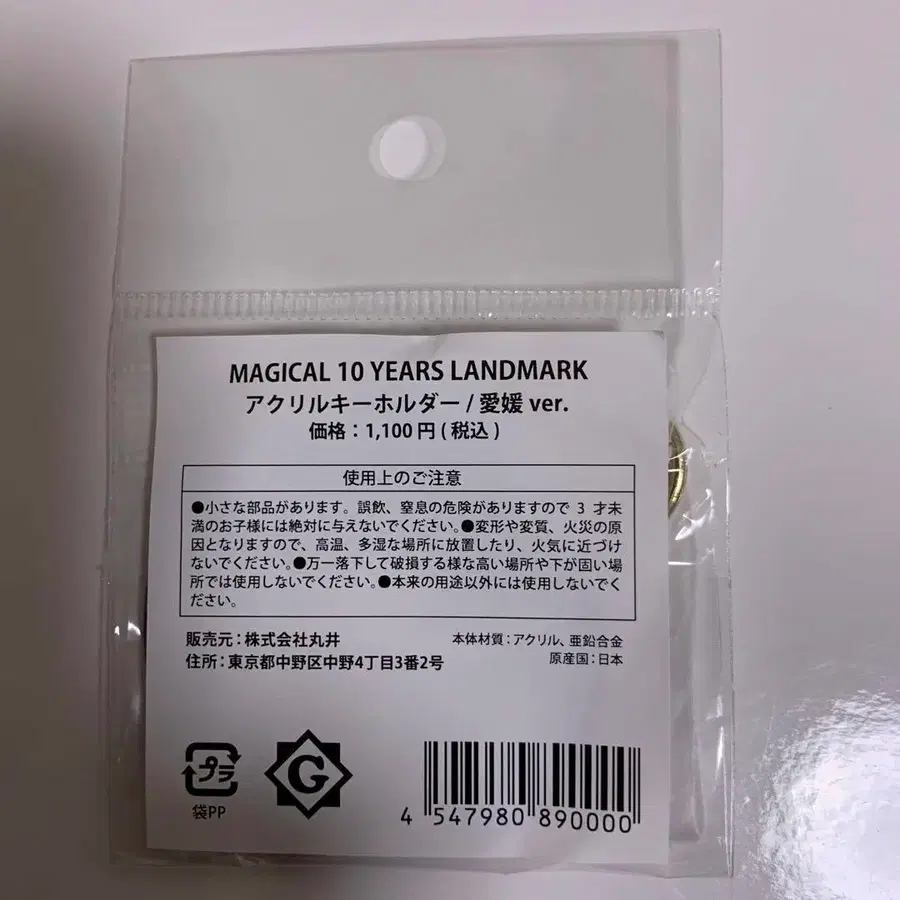 MAGICAL 10 YEARS LANDMARK
アクリルキーホルダー / 愛媛 ver.
価格：1,100 円 ( 税込 )
使用上のご注意
●小さな部品があります。誤飲、窒息の危険がありますので 3 才未
満のお子様には絶対に与えないでください。●変形や変質、火災の原
因となりますので、高温、多湿な場所に放置したり、火気に近づけ
ないでください。●万一落下して破損する様な高い場所や下が固い場
所では使用しないでください。●本来の用途以外には使用しないでく
ださい。
販売元：株式会社丸井
住所：東京都中野区中野4丁目3番2号
本体材質：アクリル、亜鉛合金
原産国：日本
プラ
袋PP
G
4 547980 890000